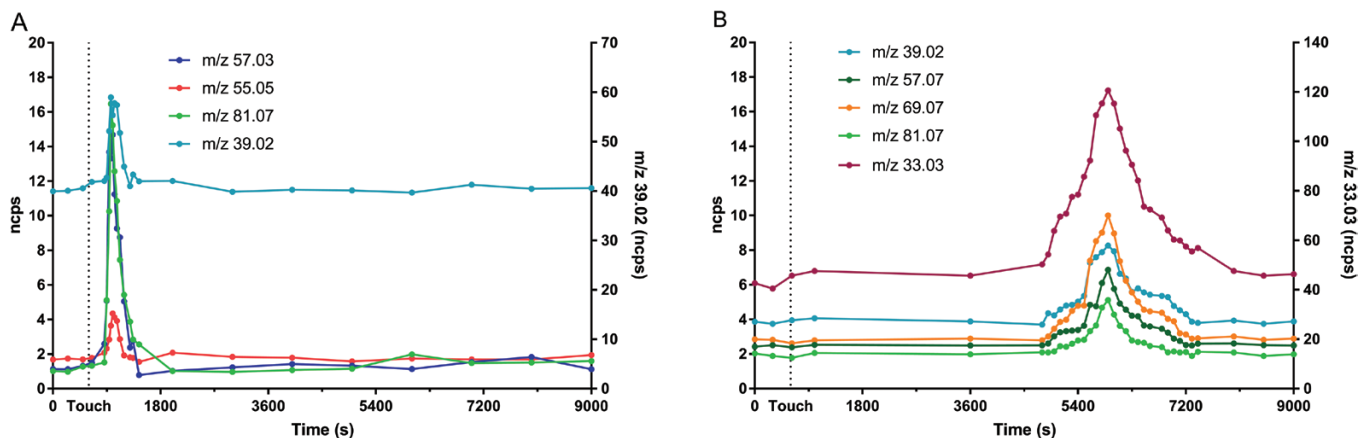 A
20
18
16
14
12
10
8
6
4
2
0
ncps
m/z 57.03
m/z 55.05
m/z 81.07
m/z 39.02
70
60
50
40
30
20
10
0
m/z 39.02 (ncps)
0 Touch 1800 3600 5400 7200 9000
Time (s)
B
20
18
16
14
12
10
8
6
4
2
0
ncps
m/z 39.02
m/z 57.07
m/z 69.07
m/z 81.07
m/z 33.03
140
120
100
80
60
40
20
0
m/z 33.03 (ncps)
0 Touch 1800 3600 5400 7200 9000
Time (s)